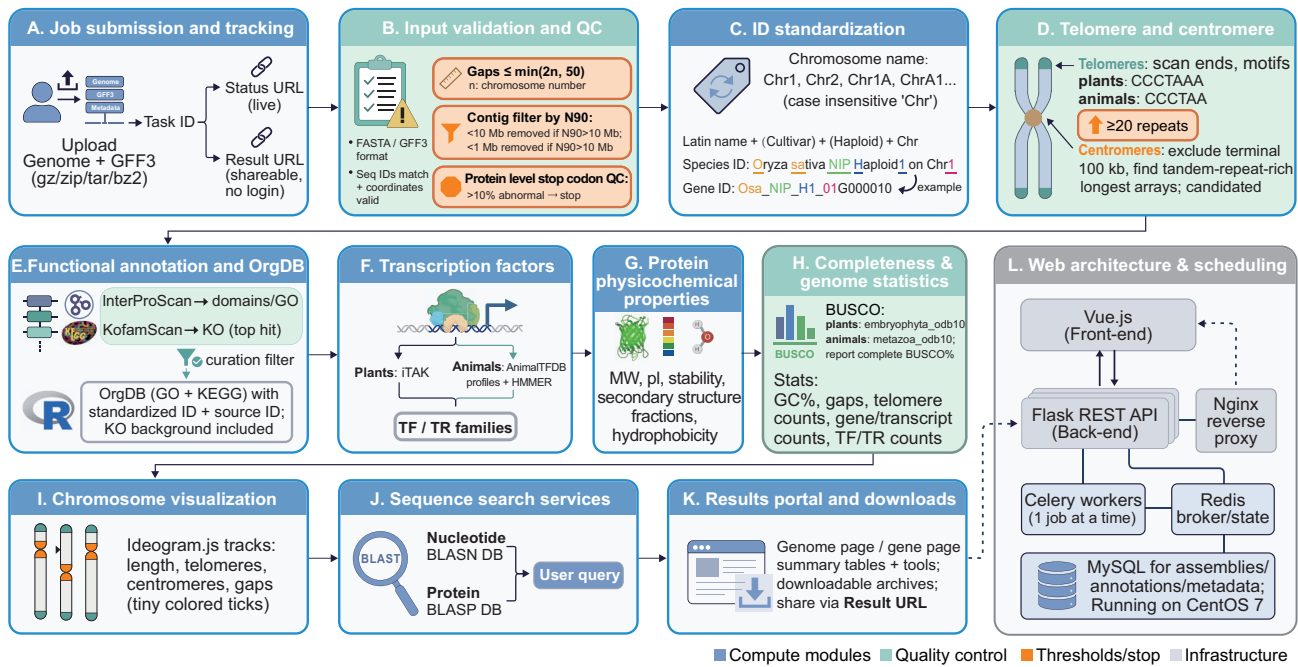 A. Job submission and tracking
Genome
GFF3
Metadata
Task ID
Status URL
(live)
Result URL
(shareable,
no login)
Upload
Genome + GFF3
(gz/zip/tar/bz2)
B. Input validation and QC
• FASTA / GFF3
format
• Seq IDs match
+ coordinates
valid
Gaps ≤ min(2n, 50)
n: chromosome number
Contig filter by N90:
<10 Mb removed if N90>10 Mb;
<1 Mb removed if N90>10 Mb
Protein level stop codon QC:
>10% abnormal → stop
C. ID standardization
Chromosome name:
Chr1, Chr2, Chr1A, ChrA1...
(case insensitive 'Chr')
Latin name + (Cultivar) + (Haploid) + Chr
Species ID: Oryza sativa NIP Haploid1 on Chr1
Gene ID: Osa_NIP_H1_01G000010
example
D. Telomere and centromere
Telomeres: scan ends, motifs
plants: CCCTAAA
animals: CCCTAA
≥20 repeats
Centromeres: exclude terminal
100 kb, find tandem-repeat-rich
longest arrays; candidated
E.Functional annotation and OrgDB
InterProScan → domains/GO
KofamScan → KO (top hit)
curation filter
R
OrgDB (GO + KEGG) with
standardized ID + source ID;
KO background included
F. Transcription factors
Plants: iTAK
Animals: AnimalTFDB
profiles + HMMER
TF / TR families
G. Protein
physicochemical
properties
H
O
H
MW, pI, stability,
secondary structure
fractions,
hydrophobicity
H. Completeness &
genome statistics
BUSCO
BUSCO:
plants: embryophyta_odb10
animals: metazoa_odb10;
report complete BUSCO%
Stats:
GC%, gaps, telomere
counts, gene/transcript
counts, TF/TR counts
I. Chromosome visualization
Ideogram.js tracks:
length, telomeres,
centromeres, gaps
(tiny colored ticks)
J. Sequence search services
BLAST
Nucleotide
BLASN DB
Protein
BLASP DB
User query
K. Results portal and downloads
Genome page / gene page
summary tables + tools;
downloadable archives;
share via Result URL
L. Web architecture & scheduling
Vue.js
(Front-end)
Flask REST API
(Back-end)
Nginx
reverse
proxy
Celery workers
(1 job at a time)
Redis
broker/state
MySQL for assemblies/
annotations/metadata;
Running on CentOS 7
Compute modules
Quality control
Thresholds/stop
Infrastructure